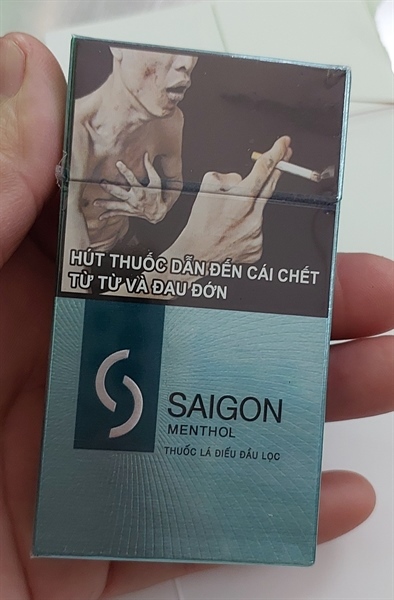 HÚT THUỐC DẪN ĐẾN CÁI CHẾT
TỪ TỪ VÀ ĐAU ĐỚN
SAIGON
MENTHOL
THUỐC LÁ ĐIẾU ĐẦU LỌC